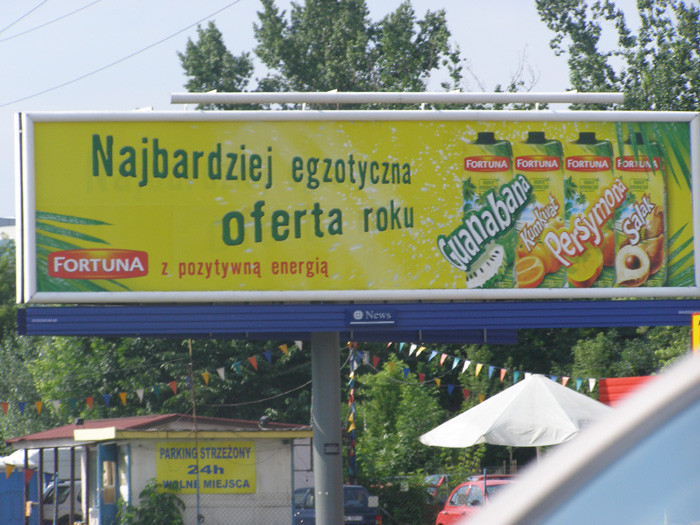 Najbardziej egzotyczna
oferta roku
FORTUNA
z pozytywną energią
FORTUNA
FORTUNA
FORTUNA
FORTUNA
Guanabana
Kumkwat
Persymona
Salak
News
PARKING STRZEŻONY
24h
WOLNE MIEJSCA